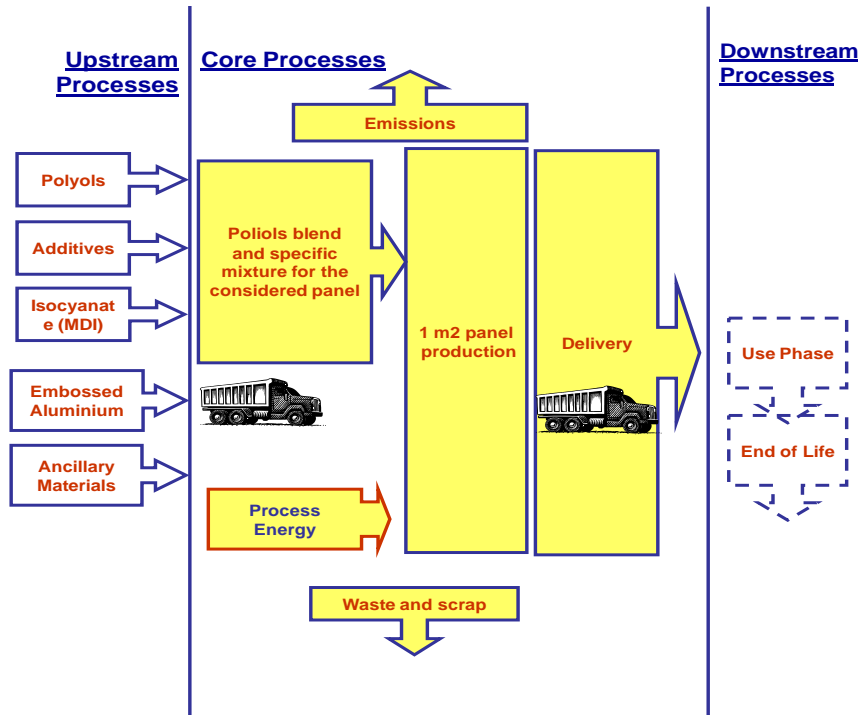 Upstream
Processes
Core Processes
Downstream
Processes
Emissions
Polyols
Additives
Isocyanat
e (MDI)
Embossed
Aluminium
Ancillary
Materials
Poliols blend
and specific
mixture for the
considered panel
Process
Energy
1 m2 panel
production
Delivery
Waste and scrap
Use Phase
End of Life